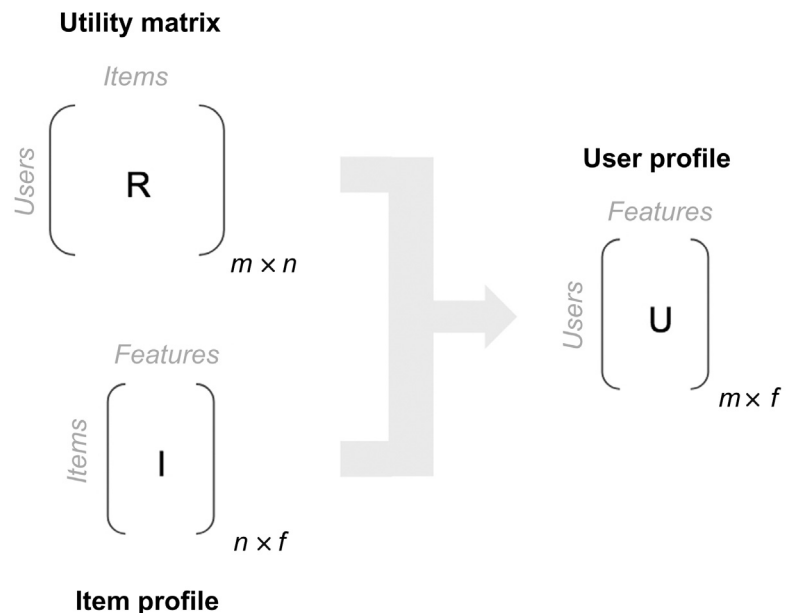 Utility matrix
Items
Users
R
m × n
Features
Items
I
n × f
Item profile
User profile
Features
Users
U
m × f